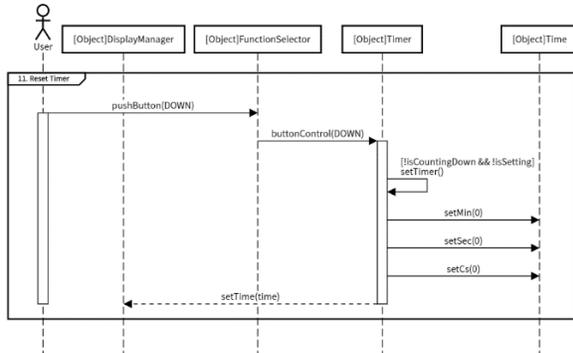 User
[Object]DisplayManager
[Object]FunctionSelector
[Object]Timer
[Object]Time
11. Reset Timer
pushButton(DOWN)
buttonControl(DOWN)
[!isCountingDown && !isSetting]
setTimer()
setMin(0)
setSec(0)
setCs(0)
setTime(time)